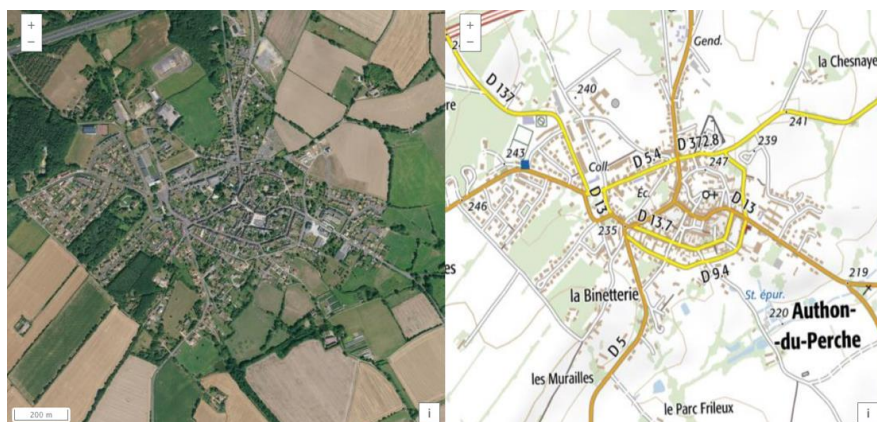 +
−
200 m
i
+
−
Gend.
la Chesnaye
D 137
240
241
D 372.8
239
243
D 5.4
247
Coll.
Éc.
246
D 13
D 13
D 13.7
235
D 9.4
219
la Binetterie
St. épur.
220
Authon-
-du-Perche
D 5
les Murailles
le Parc Frileux
i